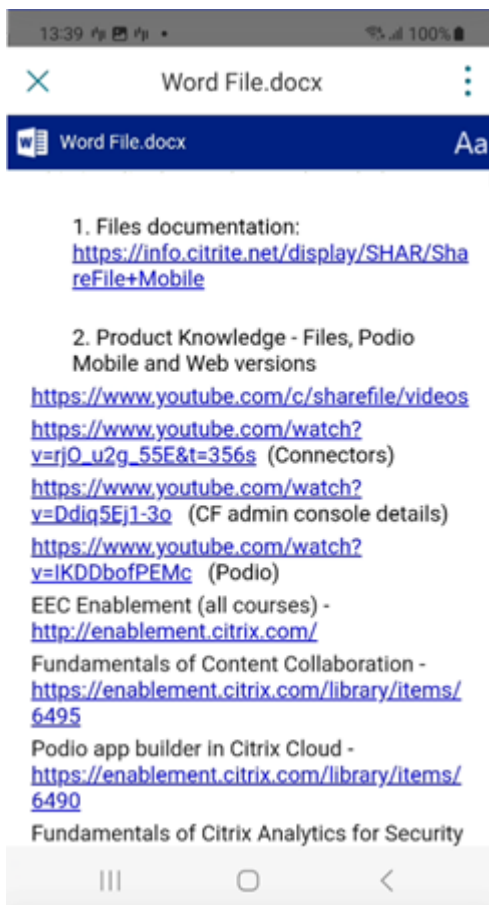 13:39
100%
Word File.docx
W Word File.docx Aa
1. Files documentation:
https://info.citrite.net/display/SHAR/Sha
reFile+Mobile
2. Product Knowledge - Files, Podio
Mobile and Web versions
https://www.youtube.com/c/sharefile/videos
https://www.youtube.com/watch?
v=rjO_u2g_55E&t=356s (Connectors)
https://www.youtube.com/watch?
v=Ddiq5Ej1-3o (CF admin console details)
https://www.youtube.com/watch?
v=IKDDbofPEMc (Podio)
EEC Enablement (all courses) -
http://enablement.citrix.com/
Fundamentals of Content Collaboration -
https://enablement.citrix.com/library/items/
6495
Podio app builder in Citrix Cloud -
https://enablement.citrix.com/library/items/
6490
Fundamentals of Citrix Analytics for Security